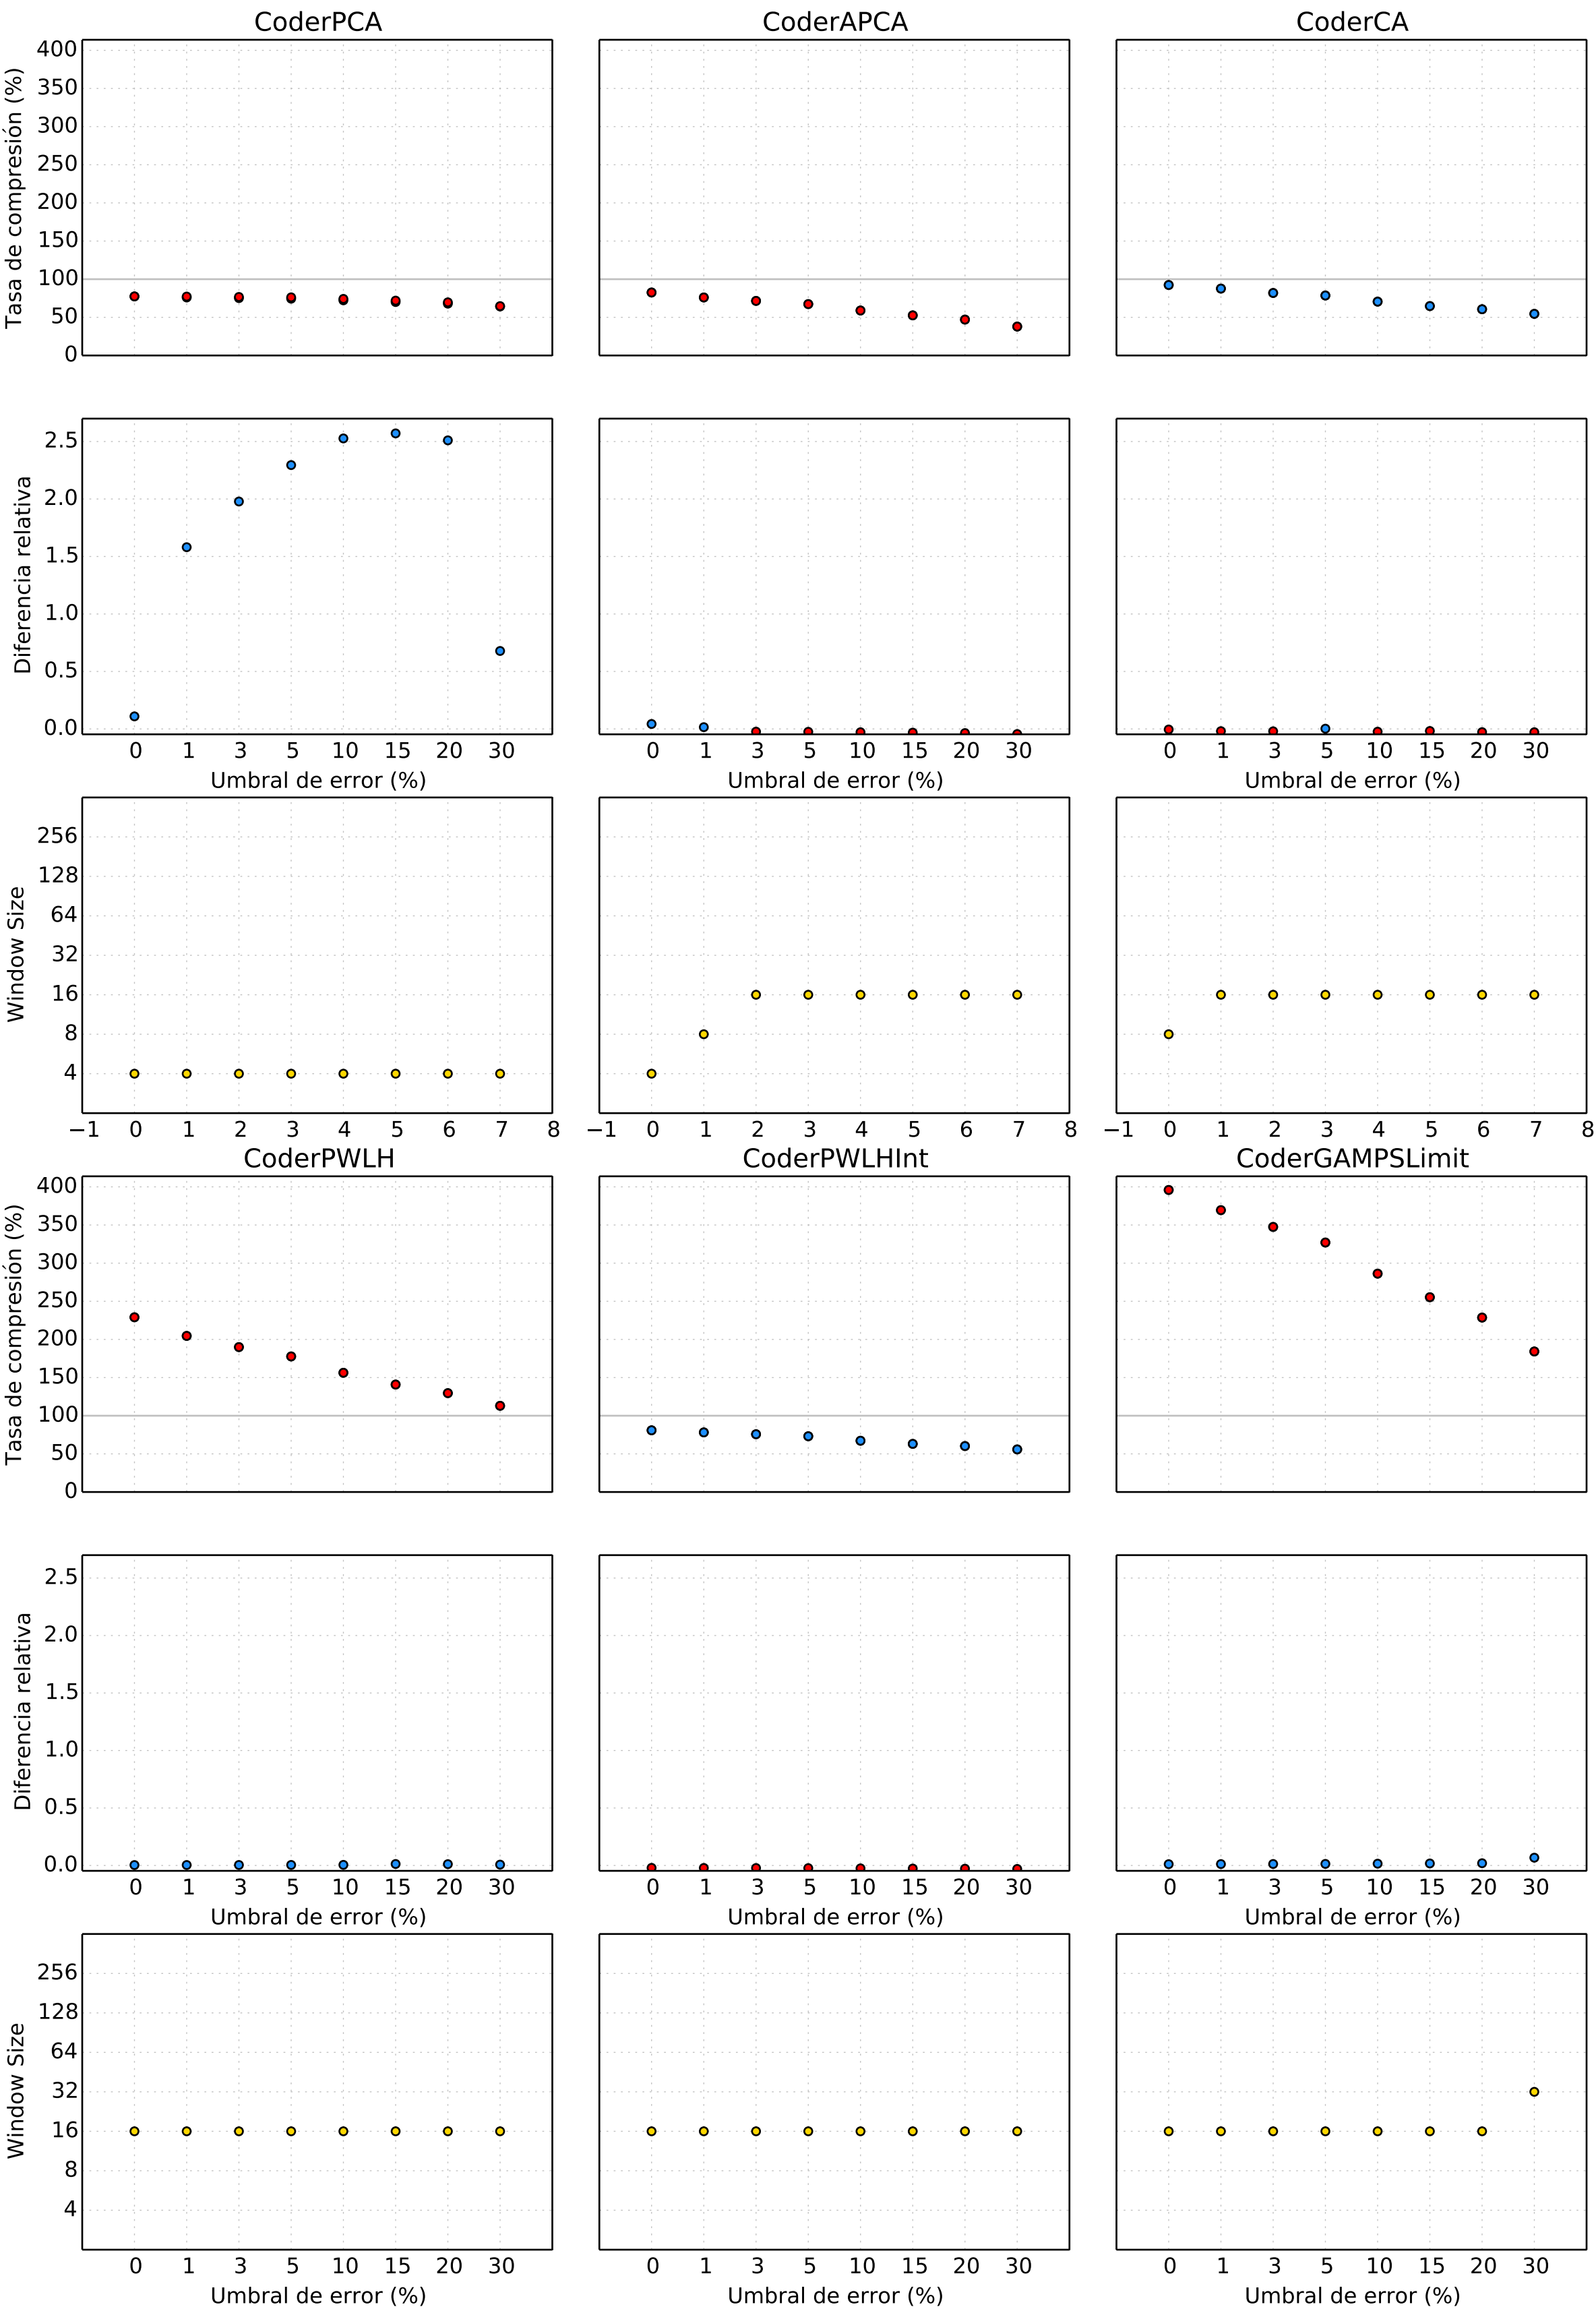 CoderPCA CoderAPCA CoderCA
Tasa de compresión (%)
400
350
300
250
200
150
100
50
0
Diferencia relativa
2.5
2.0
1.5
1.0
0.5
0.0
0 1 3 5 10 15 20 30 0 1 3 5 10 15 20 30 0 1 3 5 10 15 20 30
Umbral de error (%) Umbral de error (%) Umbral de error (%)
Window Size
256
128
64
32
16
8
4
−1 0 1 2 3 4 5 6 7 8 −1 0 1 2 3 4 5 6 7 8 −1 0 1 2 3 4 5 6 7 8
CoderPWLH CoderPWLHInt CoderGAMPSLimit
Tasa de compresión (%)
400
350
300
250
200
150
100
50
0
Diferencia relativa
2.5
2.0
1.5
1.0
0.5
0.0
0 1 3 5 10 15 20 30 0 1 3 5 10 15 20 30 0 1 3 5 10 15 20 30
Umbral de error (%) Umbral de error (%) Umbral de error (%)
Window Size
256
128
64
32
16
8
4
0 1 3 5 10 15 20 30 0 1 3 5 10 15 20 30 0 1 3 5 10 15 20 30
Umbral de error (%) Umbral de error (%) Umbral de error (%)